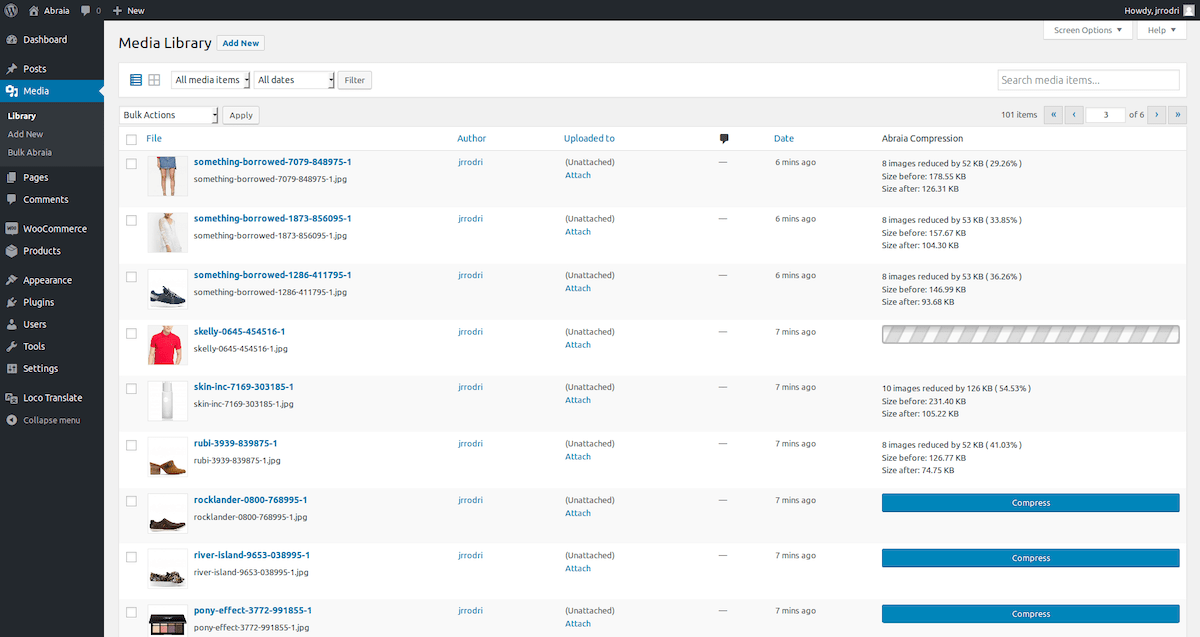 Abraia 0 New Howdy, jrrodri
Dashboard
Posts
Media
Library
Add New
Bulk Abraia
Pages
Comments
WooCommerce
Products
Appearance
Plugins
Users
Tools
Settings
Loco Translate
Collapse menu
Screen Options ▼ Help ▼
Media Library Add New
All media items All dates Filter Search media items...
Bulk Actions Apply 101 items « ‹ 3 of 6 › »
File Author Uploaded to Date Abraia Compression
something-borrowed-7079-848975-1 jrrodri (Unattached) — 6 mins ago 8 images reduced by 52 KB ( 29.26% )
something-borrowed-7079-848975-1.jpg Attach Size before: 178.55 KB
Size after: 126.31 KB
something-borrowed-1873-856095-1 jrrodri (Unattached) — 6 mins ago 8 images reduced by 53 KB ( 33.85% )
something-borrowed-1873-856095-1.jpg Attach Size before: 157.67 KB
Size after: 104.30 KB
something-borrowed-1286-411795-1 jrrodri (Unattached) — 6 mins ago 8 images reduced by 53 KB ( 36.26% )
something-borrowed-1286-411795-1.jpg Attach Size before: 146.99 KB
Size after: 93.68 KB
skelly-0645-454516-1 jrrodri (Unattached) — 7 mins ago
skelly-0645-454516-1.jpg Attach
skin-inc-7169-303185-1 jrrodri (Unattached) — 7 mins ago 10 images reduced by 126 KB ( 54.53% )
skin-inc-7169-303185-1.jpg Attach Size before: 231.40 KB
Size after: 105.22 KB
rubi-3939-839875-1 jrrodri (Unattached) — 7 mins ago 8 images reduced by 52 KB ( 41.03% )
rubi-3939-839875-1.jpg Attach Size before: 126.77 KB
Size after: 74.75 KB
rocklander-0800-768995-1 jrrodri (Unattached) — 7 mins ago Compress
rocklander-0800-768995-1.jpg Attach
river-island-9653-038995-1 jrrodri (Unattached) — 7 mins ago Compress
river-island-9653-038995-1.jpg Attach
pony-effect-3772-991855-1 jrrodri (Unattached) — 7 mins ago Compress
pony-effect-3772-991855-1.jpg Attach